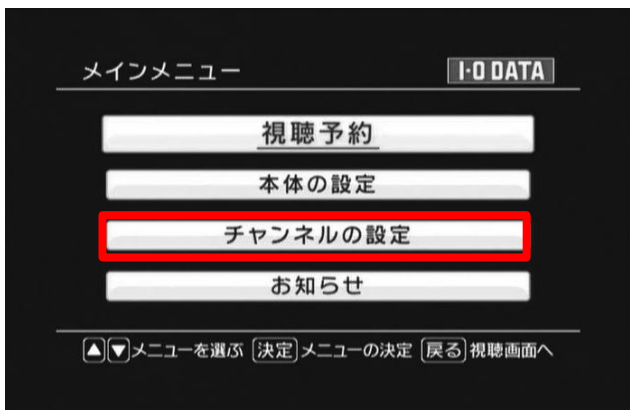 メインメニュー
I-O DATA
視聴予約
本体の設定
チャンネルの設定
お知らせ
▲▼メニューを選ぶ 決定 メニューの決定 戻る 視聴画面へ